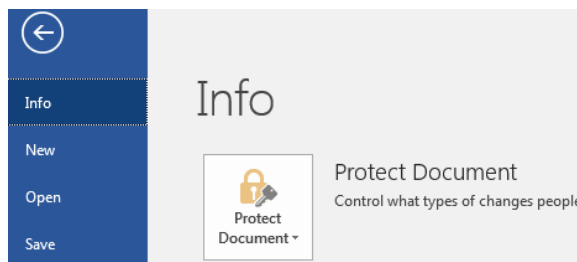 Info
New
Open
Save
Info
Protect
Document
Protect Document
Control what types of changes people